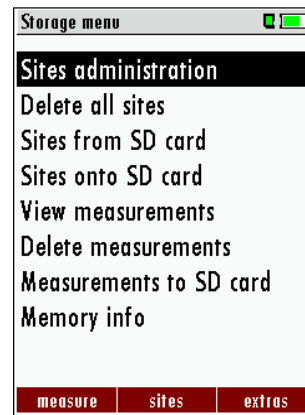 Storage menu
Sites administration
Delete all sites
Sites from SD card
Sites onto SD card
View measurements
Delete measurements
Measurements to SD card
Memory info
measure sites extras